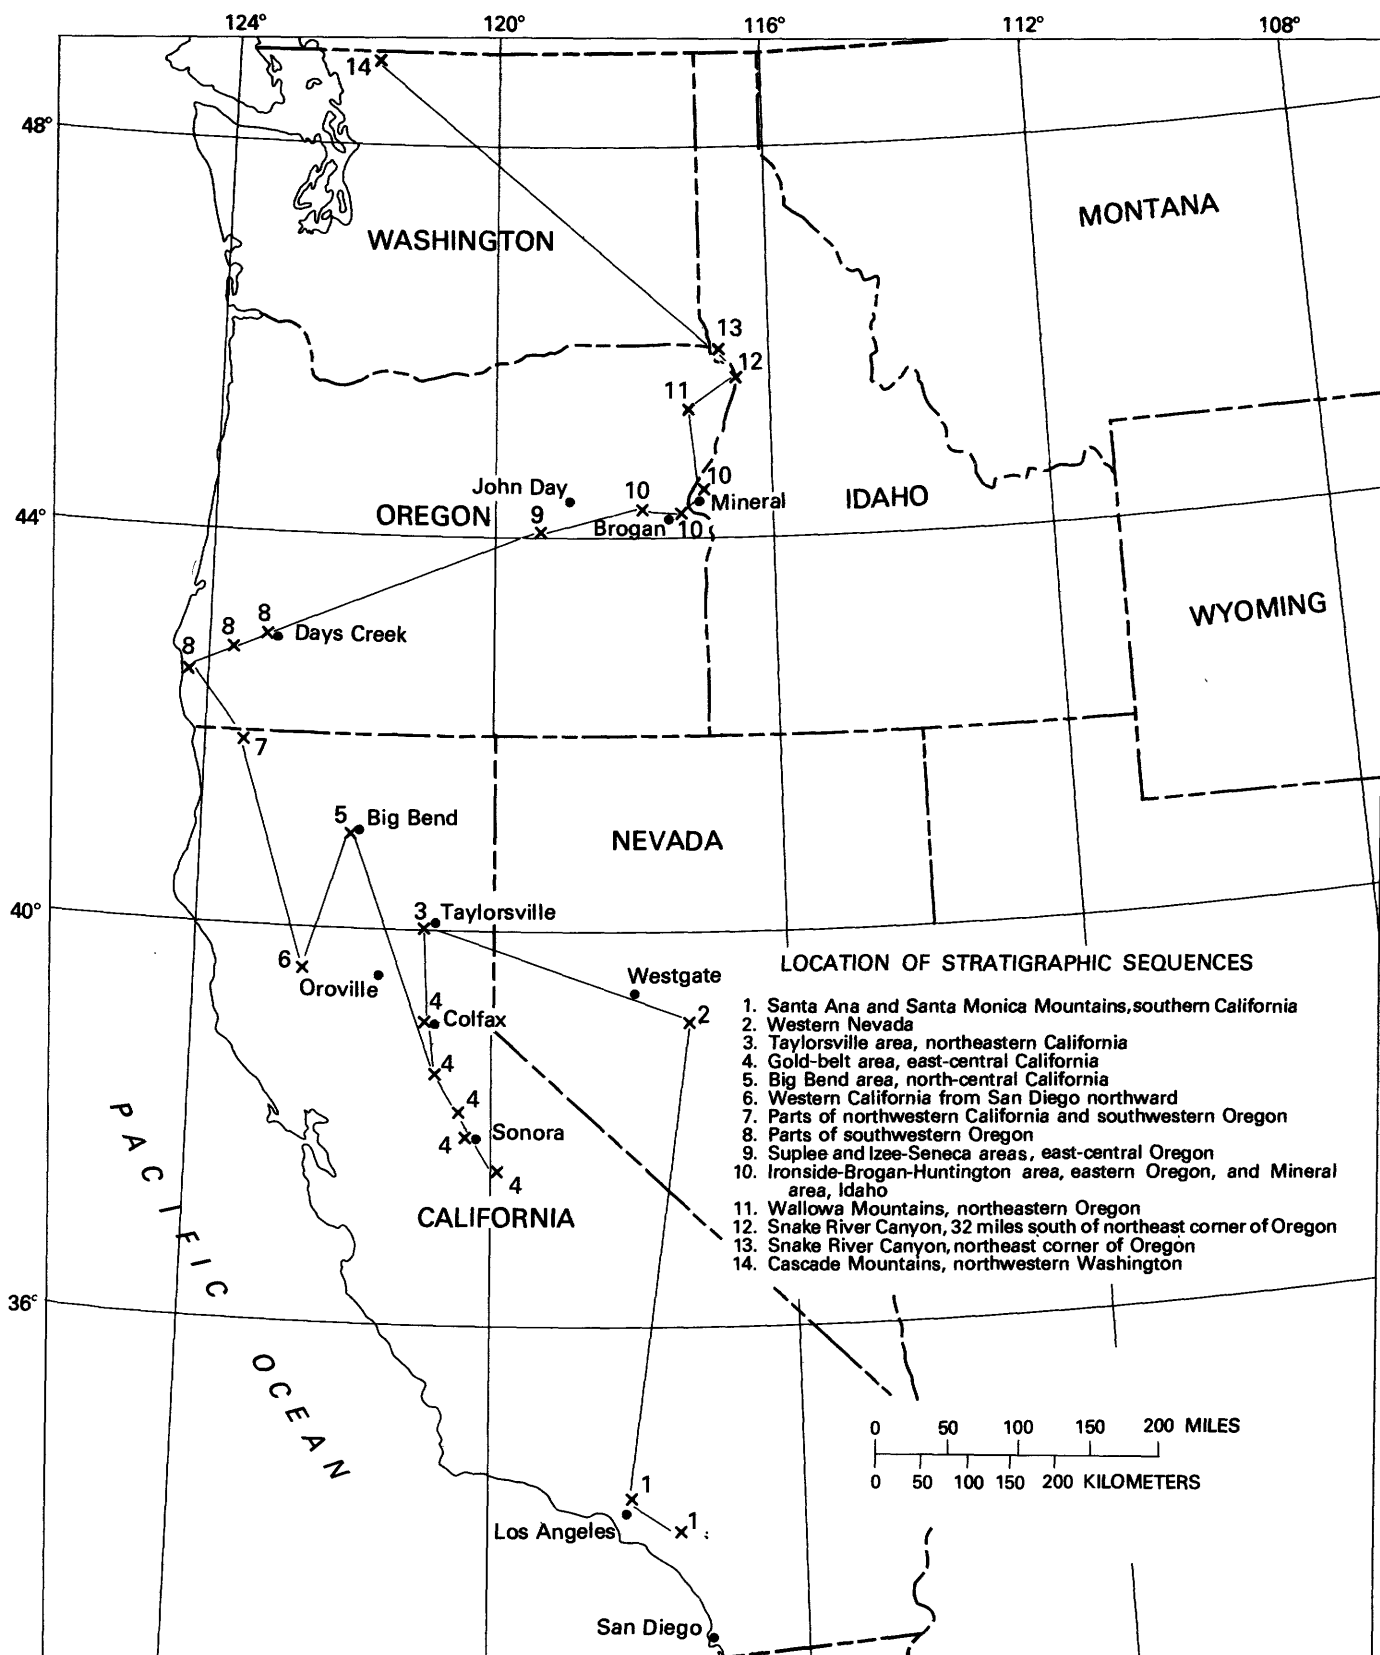 124° 120° 116° 112° 108°
14
48°
MONTANA
WASHINGTON
13
12
11
10
John Day 10 Mineral IDAHO
44° OREGON 9 Brogan 10
WYOMING
8
8 Days Creek
8
7
5 Big Bend
NEVADA
40° 3 Taylorsville
6 LOCATION OF STRATIGRAPHIC SEQUENCES
Westgate
Oroville
4 Colfax 2
1. Santa Ana and Santa Monica Mountains, southern California
2. Western Nevada
3. Taylorsville area, northeastern California
4. Gold-belt area, east-central California
5. Big Bend area, north-central California
6. Western California from San Diego northward
7. Parts of northwestern California and southwestern Oregon
8. Parts of southwestern Oregon
9. Suplee and Izee-Seneca areas, east-central Oregon
10. Ironside-Brogan-Huntington area, eastern Oregon, and Mineral
area, Idaho
11. Wallowa Mountains, northeastern Oregon
12. Snake River Canyon, 32 miles south of northeast corner of Oregon
13. Snake River Canyon, northeast corner of Oregon
14. Cascade Mountains, northwestern Washington
4
4
4 Sonora
4
CALIFORNIA
PACIFIC OCEAN
36°
0 50 100 150 200 MILES
0 50 100 150 200 KILOMETERS
1
Los Angeles 1
San Diego